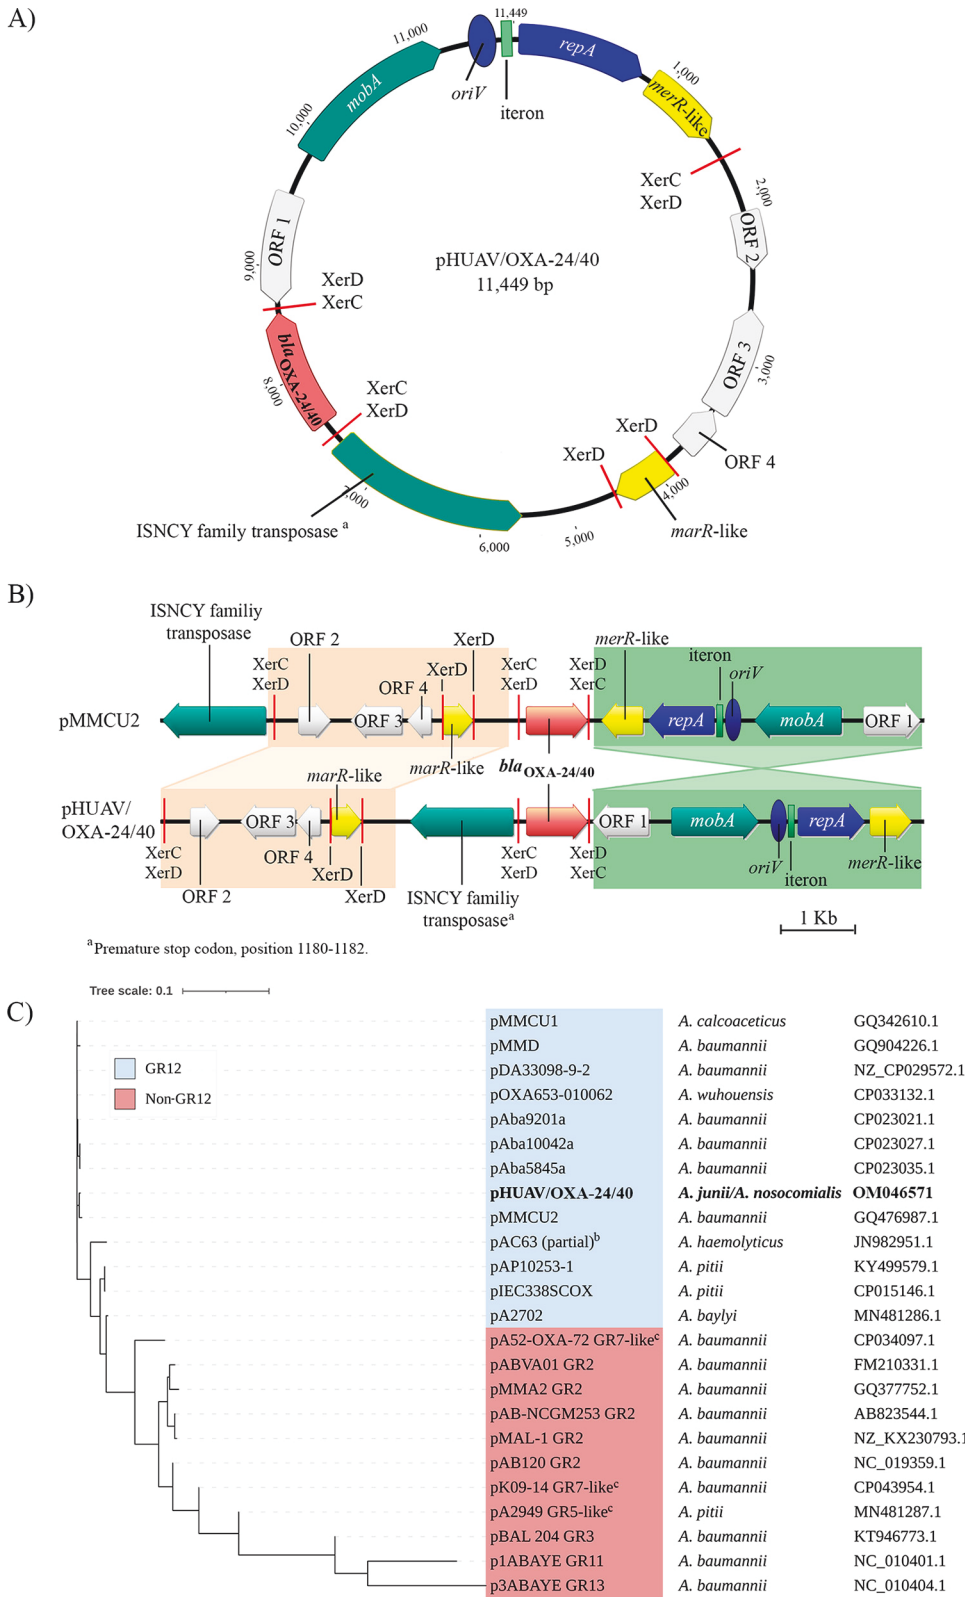 A)
11,449
11,000
mobA
oriV
iteron
repA
1,000
merR-like
10,000
XerC
XerD
2,000
ORF 2
ORF 1
9,000
pHUAV/OXA-24/40
11,449 bp
XerD
XerC
ORF 3
3,000
bla OXA-24/40
8,000
XerC
XerD
XerD
XerD
ORF 4
7,000
4,000
ISNCY family transposase a
marR-like
6,000
5,000
B)
ISNCY familiy
transposase
ORF 2
XerD
merR-like
XerC
XerD
XerD
XerC
XerD
XerD
XerC
iteron
oriV
ORF 4
pMMCU2
ORF 3
repA
mobA
ORF 1
marR-like
marR-like
bla OXA-24/40
pHUAV/
OXA-24/40
ORF 3
ORF 1
mobA
repA
XerC
XerD
ORF 4
XerD
XerC
XerD
XerD
XerC
oriV
iteron
merR-like
ORF 2
XerD
ISNCY familiy
transposasea
1 Kb
a Premature stop codon, position 1180-1182.
Tree scale: 0.1
C)
GR12
Non-GR12
pMMCU1 A. calcoaceticus GQ342610.1
pMMD A. baumannii GQ904226.1
pDA33098-9-2 A. baumannii NZ_CP029572.1
pOXA653-010062 A. wuhouensis CP033132.1
pAba9201a A. baumannii CP023021.1
pAba10042a A. baumannii CP023027.1
pAba5845a A. baumannii CP023035.1
pHUAV/OXA-24/40 A. junii/A. nosocomialis OM046571
pMMCU2 A. baumannii GQ476987.1
pAC63 (partial)b A. haemolyticus JN982951.1
pAP10253-1 A. pitii KY499579.1
pIEC338SCOX A. pitii CP015146.1
pA2702 A. baylyi MN481286.1
pA52-OXA-72 GR7-likec A. baumannii CP034097.1
pABVA01 GR2 A. baumannii FM210331.1
pMMA2 GR2 A. baumannii GQ377752.1
pAB-NCGM253 GR2 A. baumannii AB823544.1
pMAL-1 GR2 A. baumannii NZ_KX230793.1
pAB120 GR2 A. baumannii NC_019359.1
pK09-14 GR7-likec A. baumannii CP043954.1
pA2949 GR5-likec A. pitii MN481287.1
pBAL 204 GR3 A. baumannii KT946773.1
p1ABAYE GR11 A. baumannii NC_010401.1
p3ABAYE GR13 A. baumannii NC_010404.1